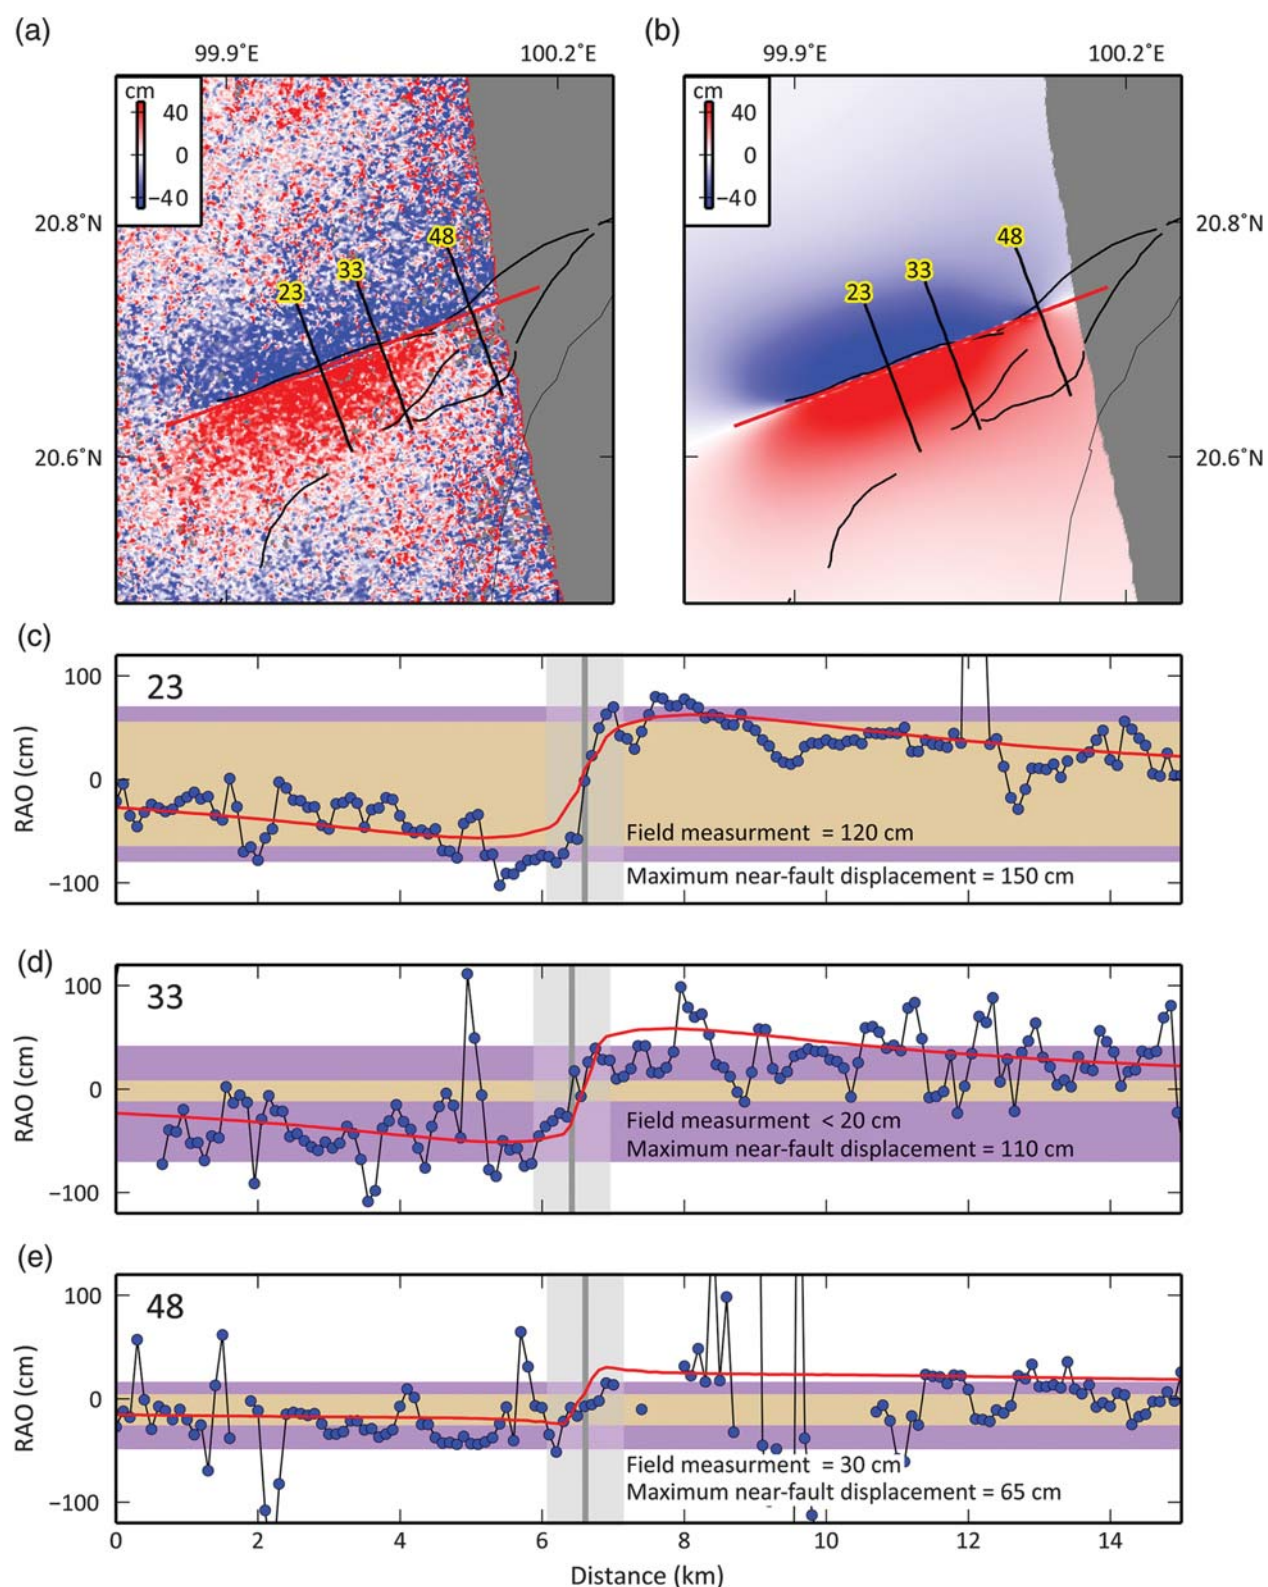 (a)
(b)
99.9°E 100.2°E 99.9°E 100.2°E
cm
40
0
−40
cm
40
0
−40
20.8°N
20.6°N
20.8°N
20.6°N
23
33
48
23
33
48
(c)
23
RAO (cm)
100
0
−100
Field measurment = 120 cm
Maximum near-fault displacement = 150 cm
(d)
33
RAO (cm)
100
0
−100
Field measurment < 20 cm
Maximum near-fault displacement = 110 cm
(e)
48
RAO (cm)
100
0
−100
Field measurment = 30 cm
Maximum near-fault displacement = 65 cm
0 2 4 6 8 10 12 14
Distance (km)